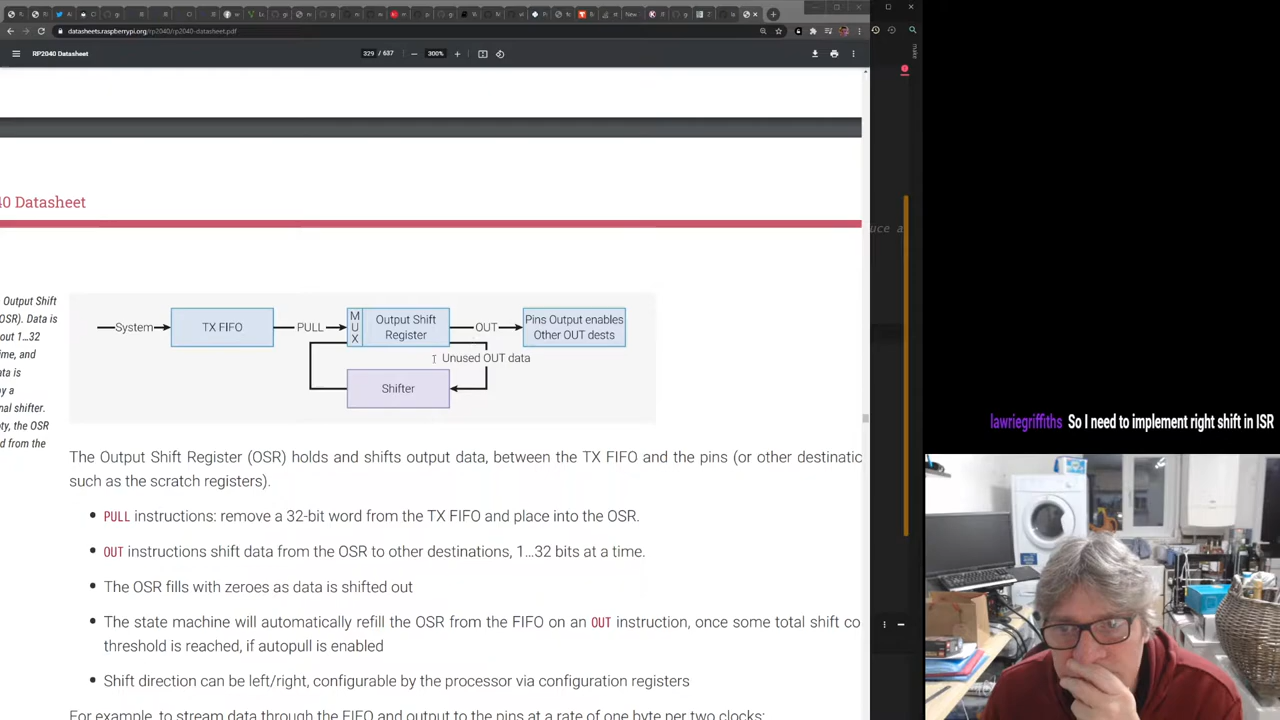 datasheets.raspberrypi.org/rp2040/rp2040-datasheet.pdf
RP2040 Datasheet
329 / 637
300%
make
40 Datasheet
uce a
Output Shift
OSR). Data is
out 1…32
time, and
ata is
by a
nal shifter.
pty, the OSR
d from the
System
TX FIFO
PULL
MUX
Output Shift
Register
OUT
Pins Output enables
Other OUT dests
Unused OUT data
Shifter
The Output Shift Register (OSR) holds and shifts output data, between the TX FIFO and the pins (or other destinatic
such as the scratch registers).
• PULL instructions: remove a 32-bit word from the TX FIFO and place into the OSR.
• OUT instructions shift data from the OSR to other destinations, 1…32 bits at a time.
• The OSR fills with zeroes as data is shifted out
• The state machine will automatically refill the OSR from the FIFO on an OUT instruction, once some total shift co
threshold is reached, if autopull is enabled
• Shift direction can be left/right, configurable by the processor via configuration registers
For example, to stream data through the FIFO and output to the pins at a rate of one byte per two clocks:
lawriegriffiths So I need to implement right shift in ISR